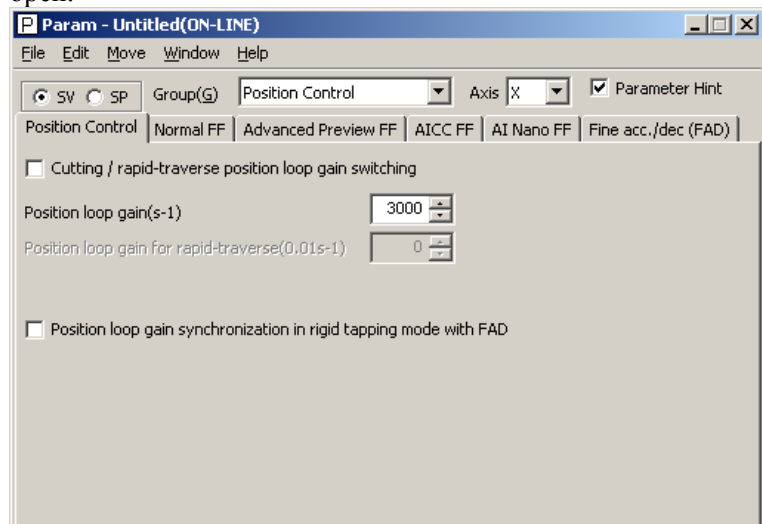 open.
P Param - Untitled(ON-LINE)
File Edit Move Window Help
SV SP Group(G) Position Control Axis X Parameter Hint
Position Control Normal FF Advanced Preview FF AICC FF AI Nano FF Fine acc./dec (FAD)
Cutting / rapid-traverse position loop gain switching
Position loop gain(s-1) 3000
Position loop gain for rapid-traverse(0,01s-1) 0
Position loop gain synchronization in rigid tapping mode with FAD